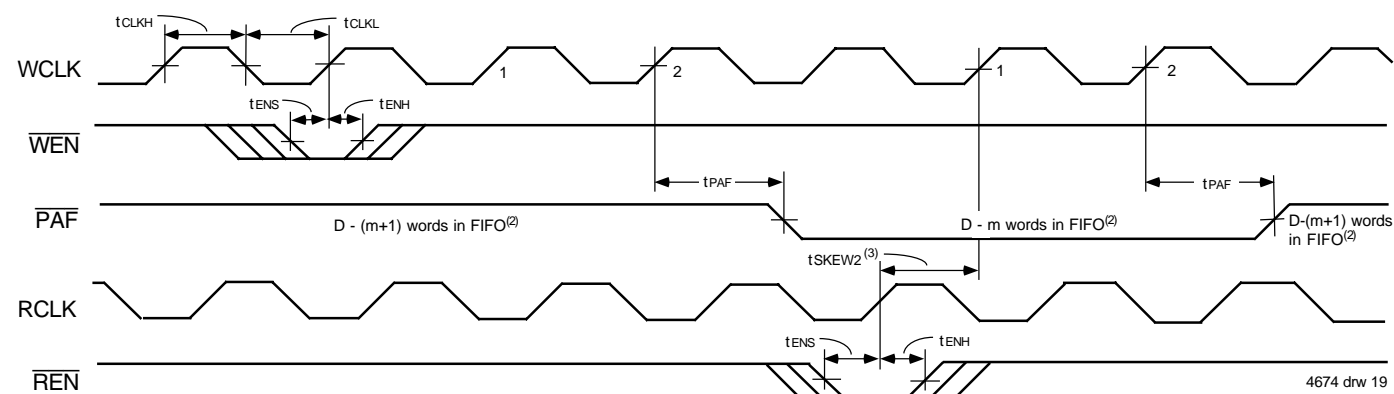 tCLKH
tCLKL
WCLK
1
2
1
2
tENS
tENH
WEN
tPAF
tPAF
PAF
D - (m+1) words in FIFO(2)
D - m words in FIFO(2)
D-(m+1) words
in FIFO(2)
tSKEW2 (3)
RCLK
tENS
tENH
REN
4674 drw 19